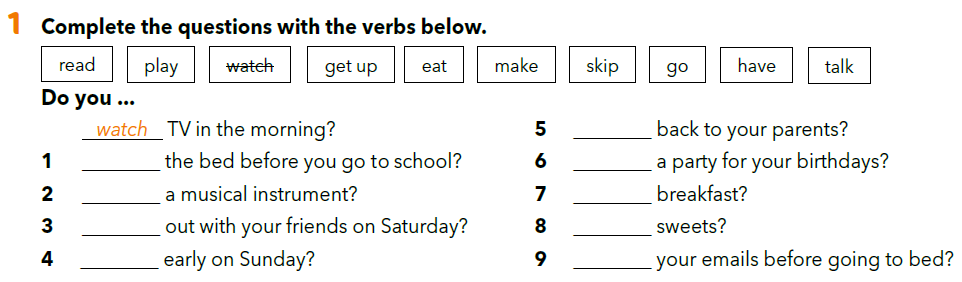 1 Complete the questions with the verbs below.
read play watch get up eat make skip go have talk
Do you ...
watch TV in the morning?
1 ________ the bed before you go to school?
2 ________ a musical instrument?
3 ________ out with your friends on Saturday?
4 ________ early on Sunday?
5 ________ back to your parents?
6 ________ a party for your birthdays?
7 ________ breakfast?
8 ________ sweets?
9 ________ your emails before going to bed?